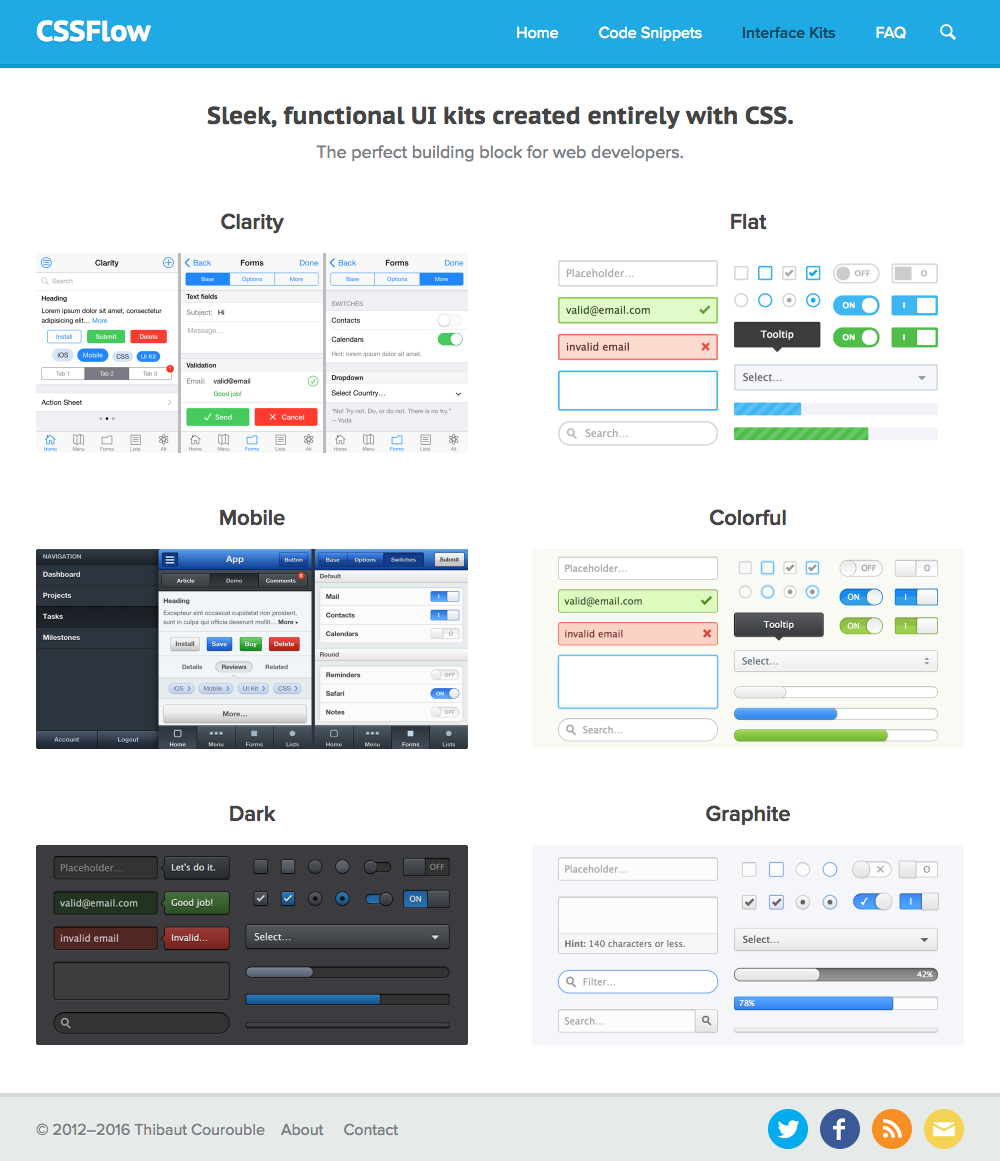 CSSFlow
Home Code Snippets Interface Kits FAQ
Sleek, functional UI kits created entirely with CSS.
The perfect building block for web developers.
Clarity
Clarity
Search
Heading
Lorem ipsum dolor sit amet, consectetur
adipisicing elit... More
Install Submit Delete
iOS Mobile CSS UI Kit
Tab 1 Tab 2 Tab 3 1
Action Sheet
Home Menu Forms Lists Alt
Back Forms Done
Base Options More
Text fields
Subject: Hi
Message...
Validation
Email: valid@email
Good job!
Send Cancel
Home Menu Forms Lists Alt
Back Forms Done
Base Options More
SWITCHES
Contacts
Calendars
Hint: lorem ipsum dolor sit amet.
Dropdown
Select Country...
"No! Try not. Do, or do not. There is no try."
—Yoda
Home Menu Forms Lists Alt
Flat
Placeholder...
valid@email.com
invalid email
Search...
OFF O
ON I
Tooltip
ON I
Select...
Mobile
NAVIGATION
Dashboard
Projects
Tasks
Milestones
Account Logout
App Button
Article Demo Comments 6
Heading
Excepteur sint occaecat cupidatat non proident,
sunt in culpa qui officia deserunt mollit... More
Install Save Buy Delete
Details Reviews Related
iOS Mobile UI Kit CSS
More...
Home Menu Forms Lists
Base Options Switches Submit
Default
Mail I
Contacts I
Calendars O
Round
Reminders OFF
Safari ON
Notes OFF
Home Menu Forms Lists
Colorful
Placeholder...
valid@email.com
invalid email
Search...
OFF O
ON I
Tooltip
ON I
Select...
Dark
Placeholder... Let's do it.
valid@email.com Good job!
invalid email Invalid...
OFF
ON
Select...
Graphite
Placeholder...
Hint: 140 characters or less.
Filter...
Search...
O
I
Select...
42%
78%
© 2012–2016 Thibaut Courouble About Contact